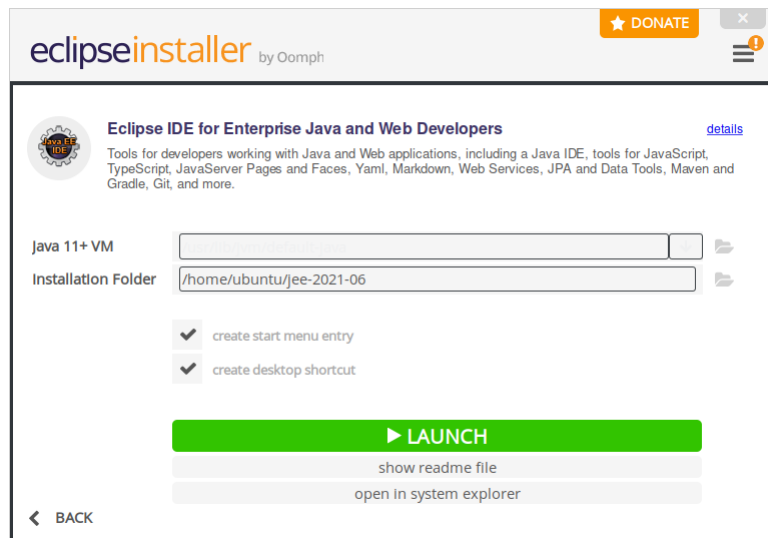 DONATE
eclipseinstaller by Oomph
Java EE
IDE
Eclipse IDE for Enterprise Java and Web Developers
details
Tools for developers working with Java and Web applications, including a Java IDE, tools for JavaScript,
TypeScript, JavaServer Pages and Faces, Yaml, Markdown, Web Services, JPA and Data Tools, Maven and
Gradle, Git, and more.
Java 11+ VM
Installation Folder
/home/ubuntu/jee-2021-06
create start menu entry
create desktop shortcut
LAUNCH
show readme file
open in system explorer
BACK